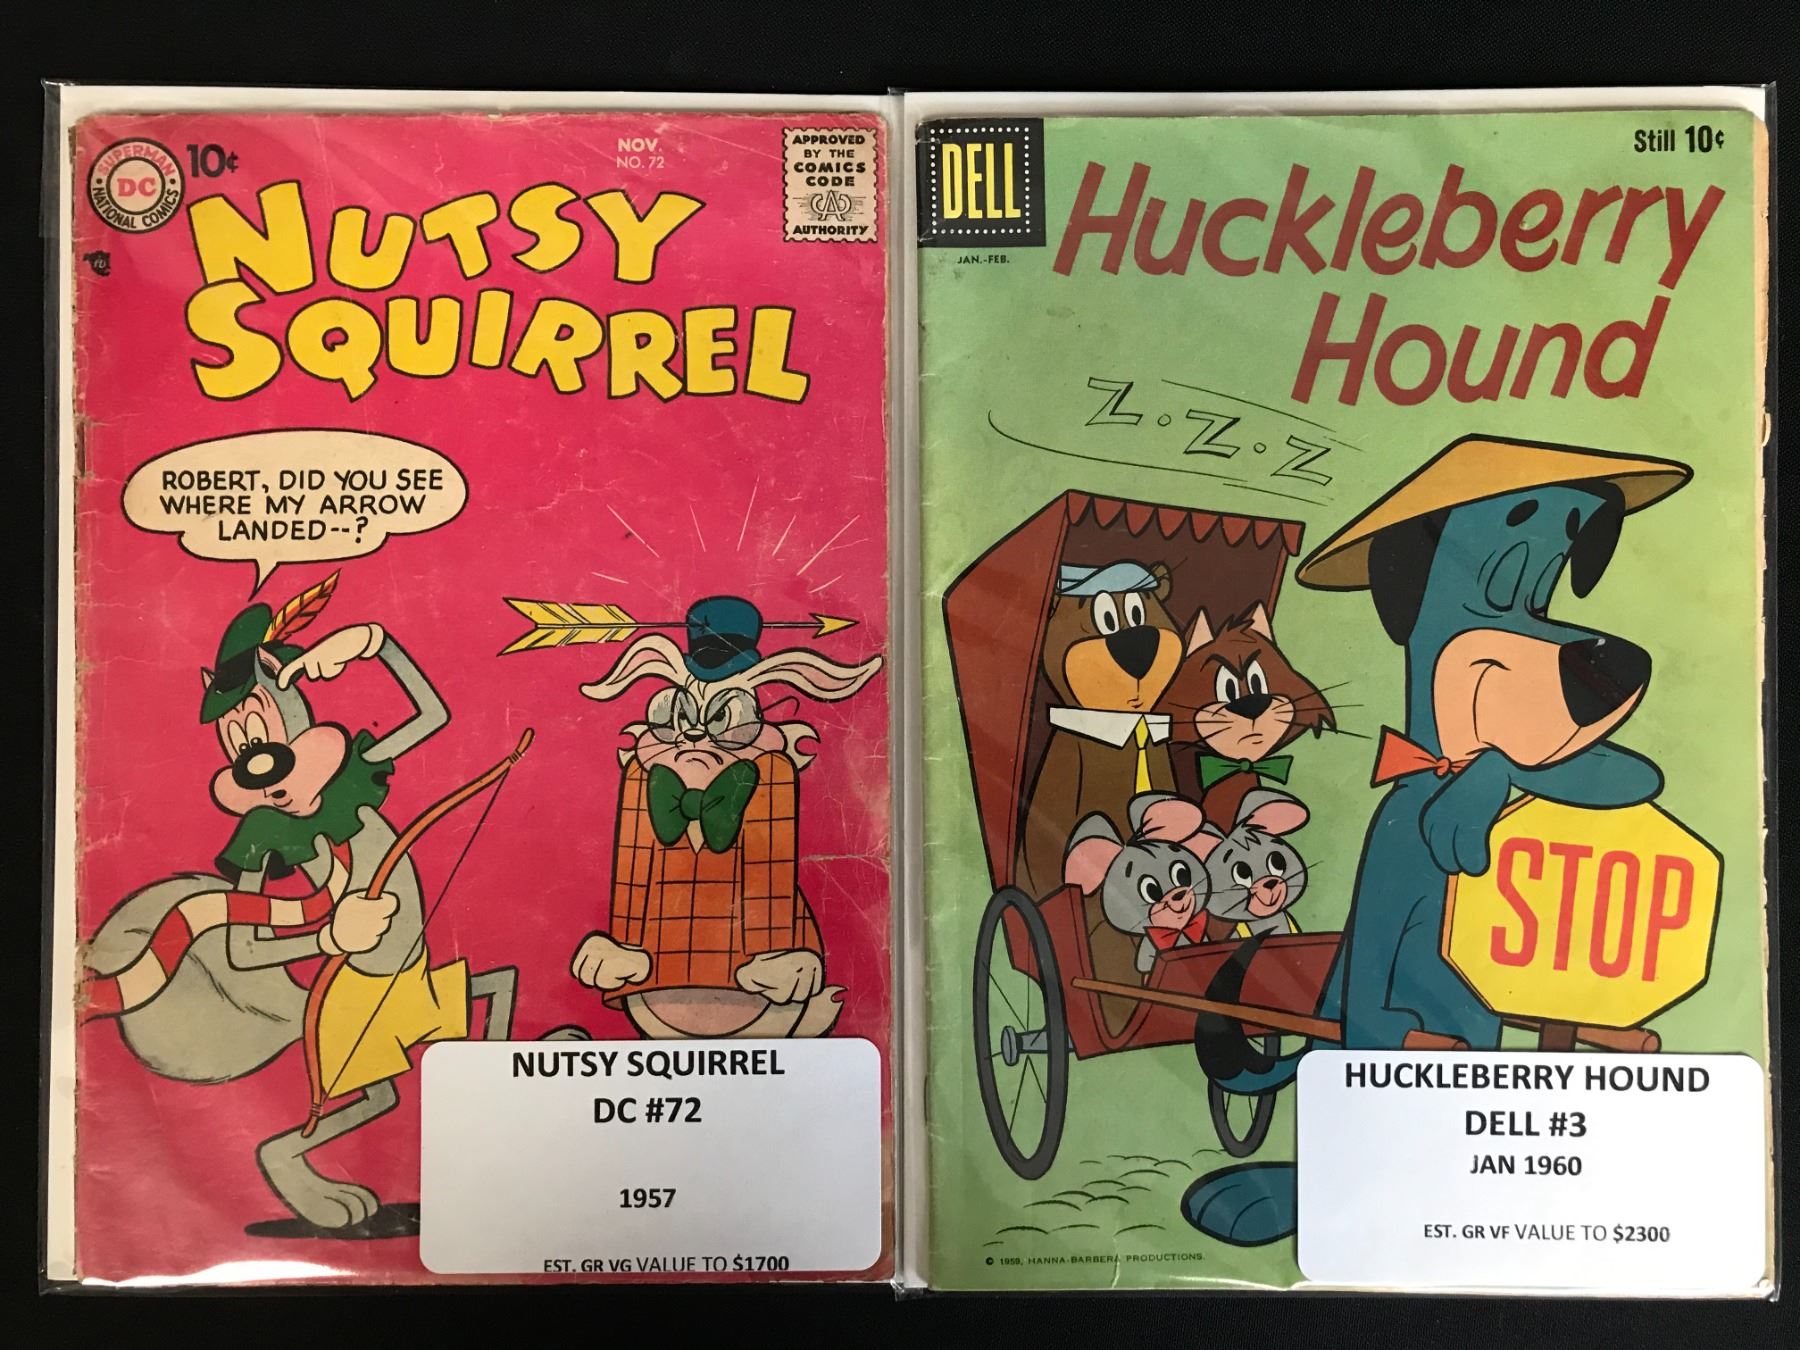 SUPERMAN
DC
NATIONAL COMICS
10¢
NOV.
NO. 72
APPROVED
BY THE
COMICS
CODE
AUTHORITY
NUTSY
SQUIRREL
ROBERT, DID YOU SEE
WHERE MY ARROW
LANDED--?
NUTSY SQUIRREL
DC #72
1957
EST. GR VG VALUE TO $1700
DELL
JAN.-FEB.
Still 10¢
Huckleberry
Hound
Z·Z·Z
STOP
© 1959, HANNA-BARBERA PRODUCTIONS.
HUCKLEBERRY HOUND
DELL #3
JAN 1960
EST. GR VF VALUE TO $2300